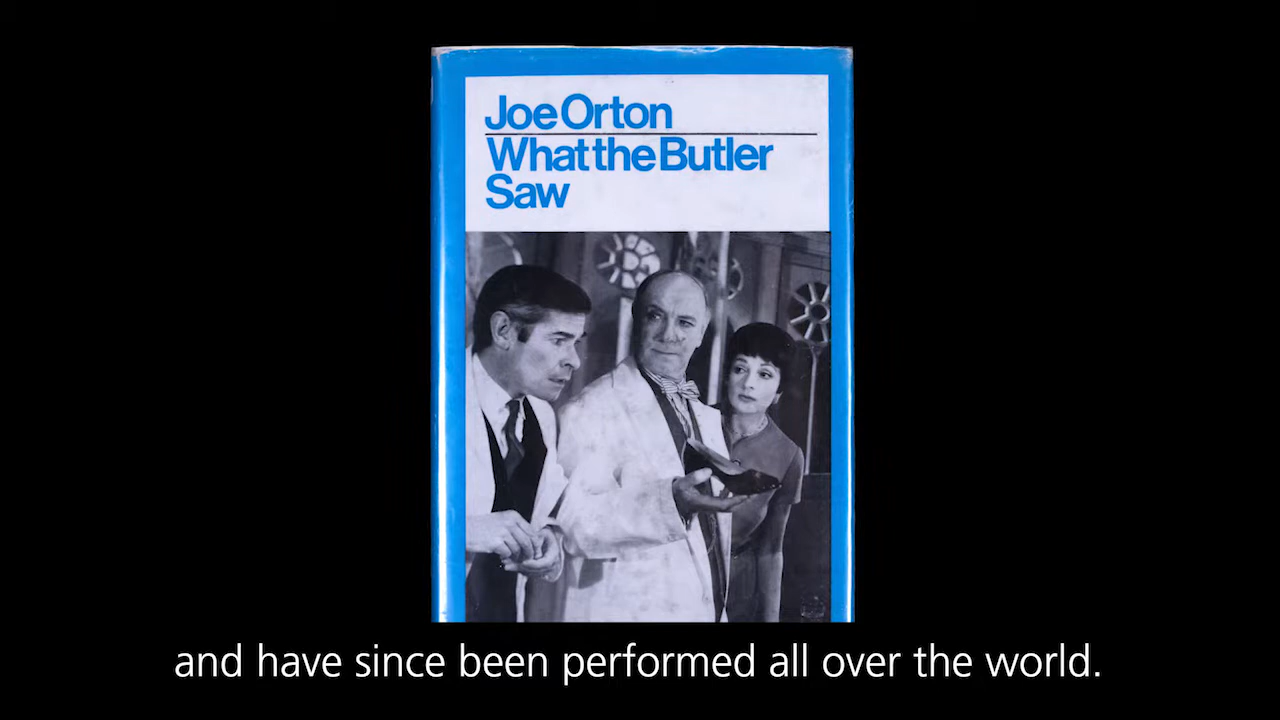 Joe Orton
What the Butler
Saw
and have since been performed all over the world.